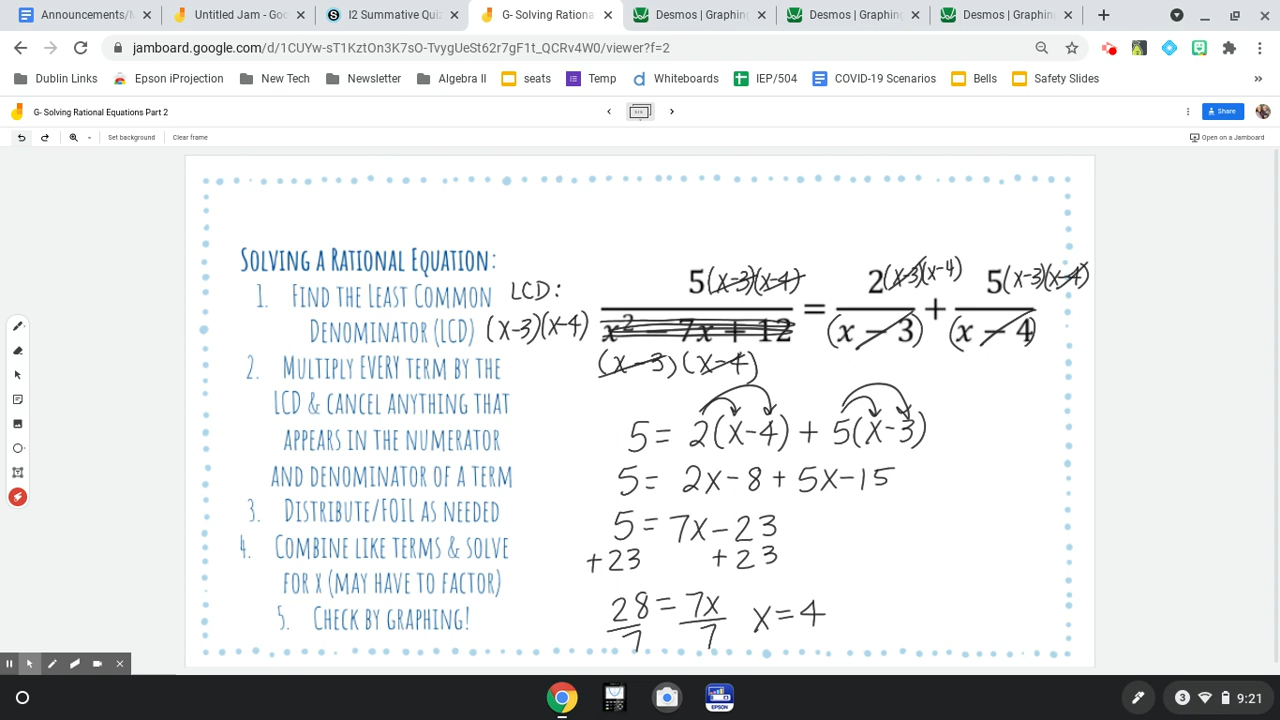 Announcements/M
Untitled Jam - Goo
I2 Summative Quiz
G- Solving Rationa
Desmos | Graphing
Desmos | Graphing
Desmos | Graphing
jamboard.google.com/d/1CUYw-sT1KztOn3K7sO-TvygUeSt62r7gF1t_QCRv4W0/viewer?f=2
Dublin Links
Epson iProjection
New Tech
Newsletter
Algebra II
seats
Temp
Whiteboards
IEP/504
COVID-19 Scenarios
Bells
Safety Slides
G- Solving Rational Equations Part 2
Share
Set background
Clear frame
Open on a Jamboard
Solving a Rational Equation:
1. Find the Least Common
Denominator (LCD)
2. Multiply EVERY term by the
LCD & cancel anything that
appears in the numerator
and denominator of a term
3. Distribute/FOIL as needed
4. Combine like terms & solve
for x (may have to factor)
5. Check by graphing!
LCD:
(x-3)(x-4)
5(x-3)(x-4) 2(x-3)(x-4) 5(x-3)(x-4)
= +
x² − 7x + 12 (x − 3) (x − 4)
(x-3)(x-4)
5 = 2(x-4) + 5(x-3)
5 = 2x-8 + 5x-15
5 = 7x-23
+23 +23
28 = 7x x=4
7 7
EPSON
3 9:21